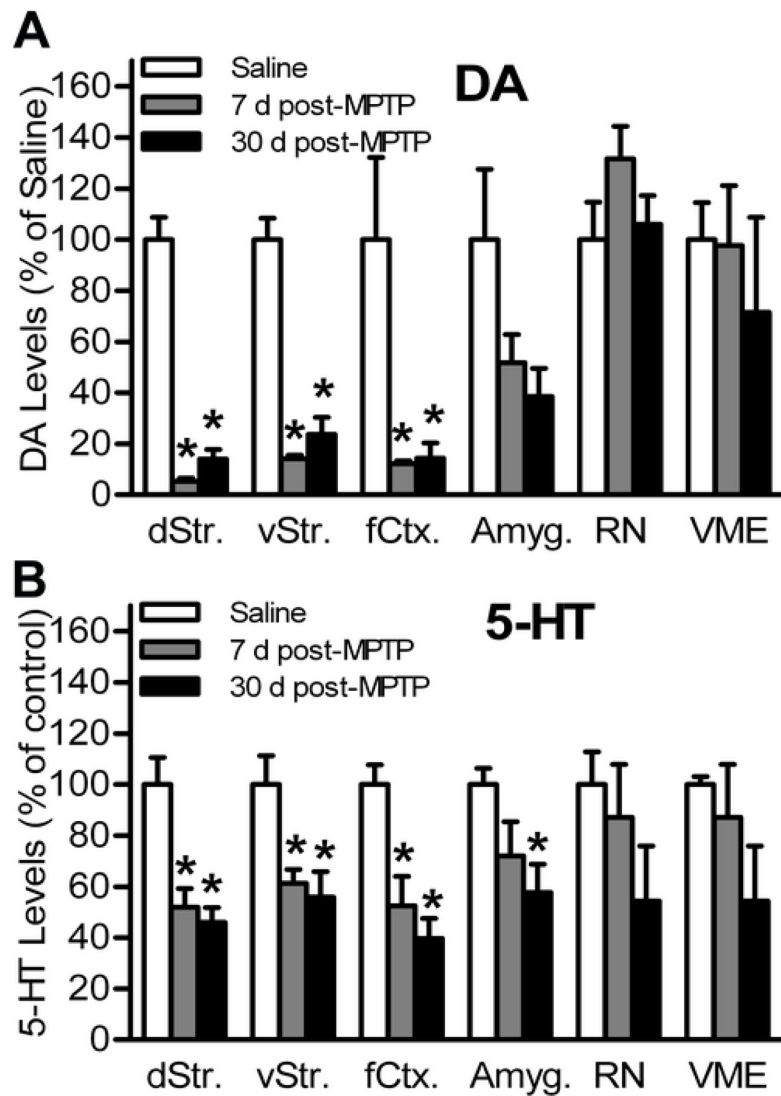 A
DA
Saline
7 d post-MPTP
30 d post-MPTP
DA Levels (% of Saline)
160
140
120
100
80
60
40
20
0
* * * * * *
dStr. vStr. fCtx. Amyg. RN VME
B
5-HT
Saline
7 d post-MPTP
30 d post-MPTP
5-HT Levels (% of control)
160
140
120
100
80
60
40
20
0
* * * * * * *
dStr. vStr. fCtx. Amyg. RN VME